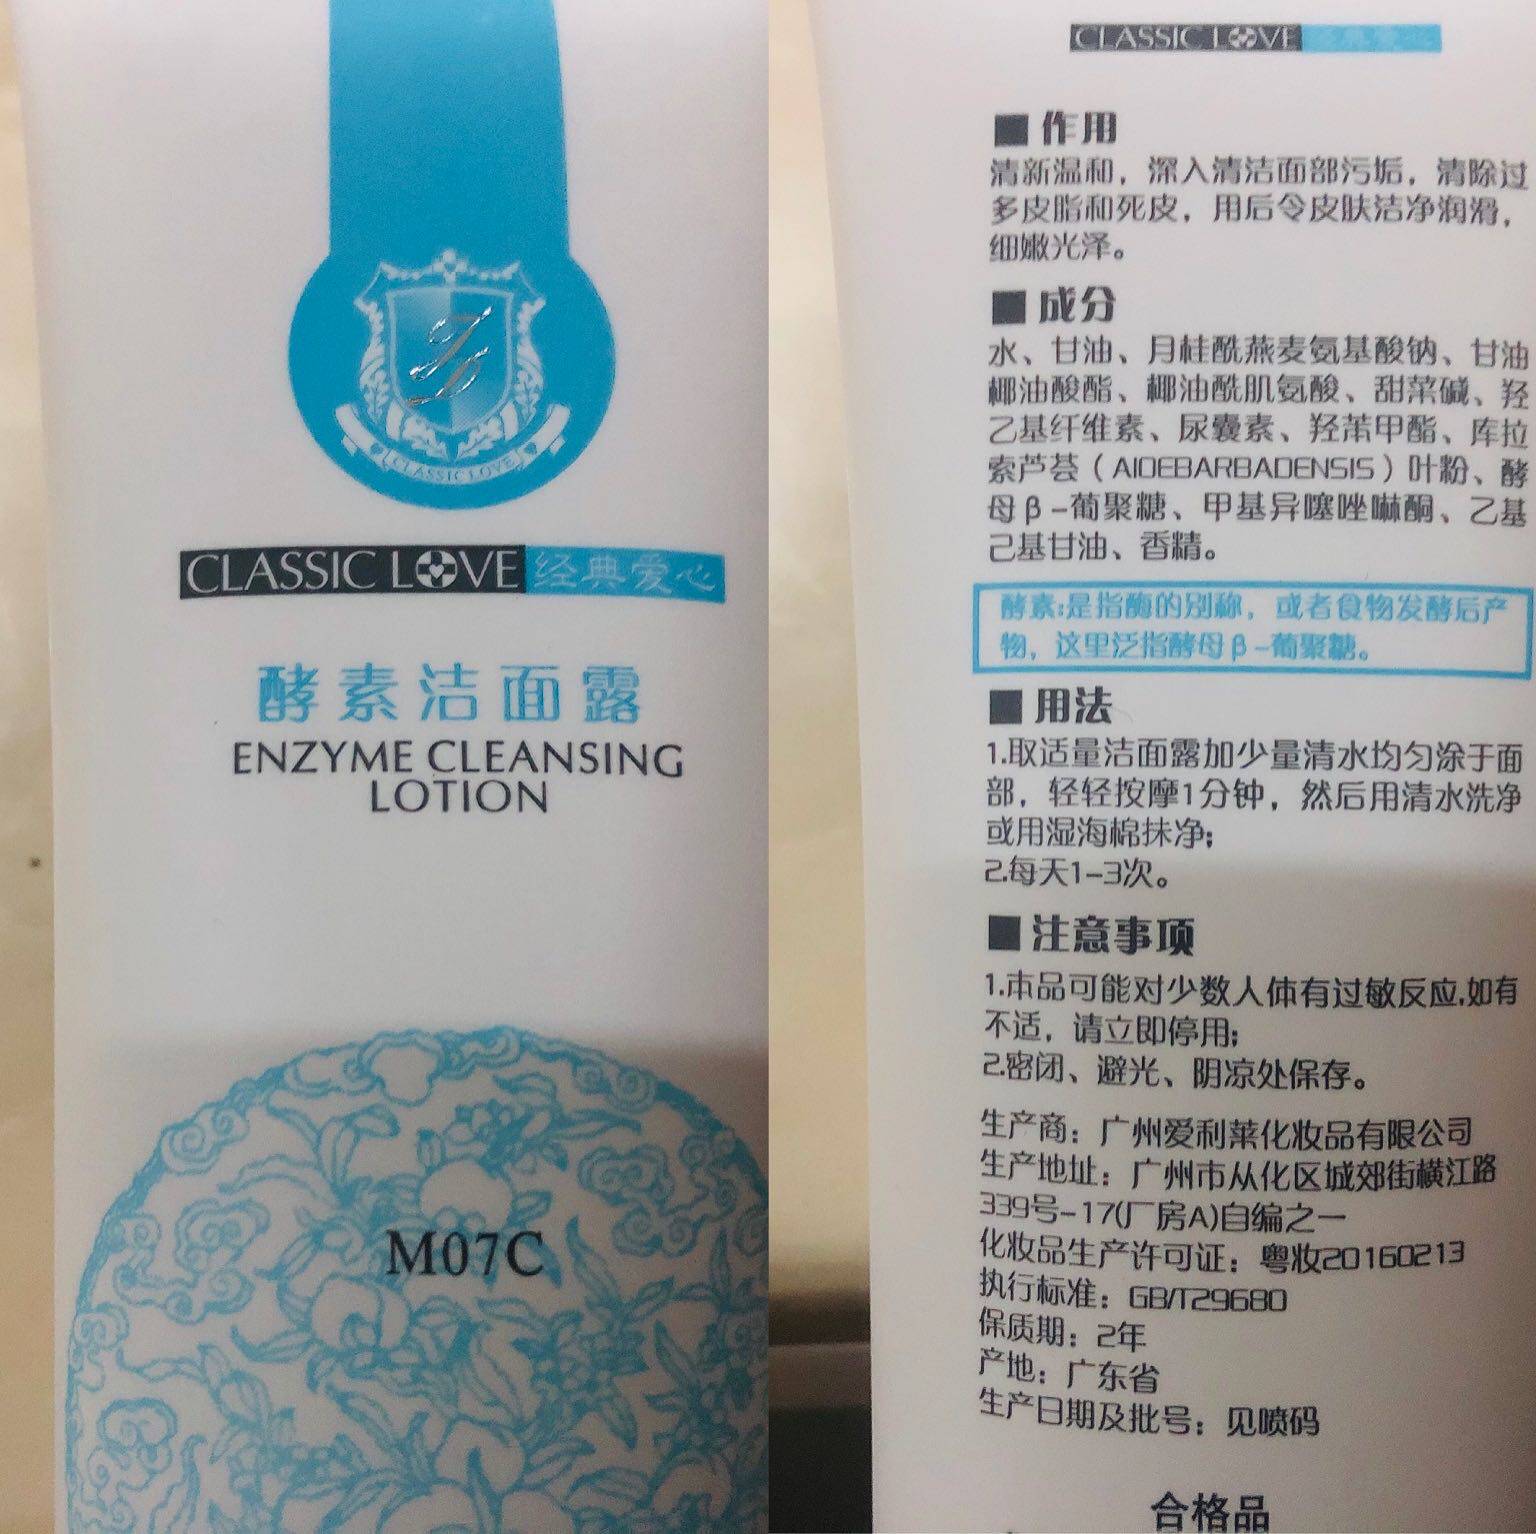 CLASSIC LOVE
CLASSIC LOVE 经典爱心
酵素洁面露
ENZYME CLEANSING
LOTION
M07C
CLASSIC LOVE 经典爱心
■作用
清新温和，深入清洁面部污垢，清除过
多皮脂和死皮，用后令皮肤洁净润滑，
细嫩光泽。
■成分
水、甘油、月桂酰燕麦氨基酸钠、甘油
椰油酸酯、椰油酰肌氨酸、甜菜碱、羟
乙基纤维素、尿囊素、羟苯甲酯、库拉
索芦荟（AlOEBARBADENSIS）叶粉、酵
母β-葡聚糖、甲基异噻唑啉酮、乙基
己基甘油、香精。
酵素:是指酶的别称，或者食物发酵后产
物，这里泛指酵母β-葡聚糖。
■用法
1.取适量洁面露加少量清水均匀涂于面
部，轻轻按摩1分钟，然后用清水洗净
或用湿海棉抹净;
2.每天1-3次。
■注意事项
1.本品可能对少数人体有过敏反应.如有
不适，请立即停用;
2.密闭、避光、阴凉处保存。
生产商：广州爱利莱化妆品有限公司
生产地址：广州市从化区城郊街横江路
339号-17(厂房A)自编之一
化妆品生产许可证：粤妆20160213
执行标准：GB/T29680
保质期：2年
产地：广东省
生产日期及批号：见喷码
合格品